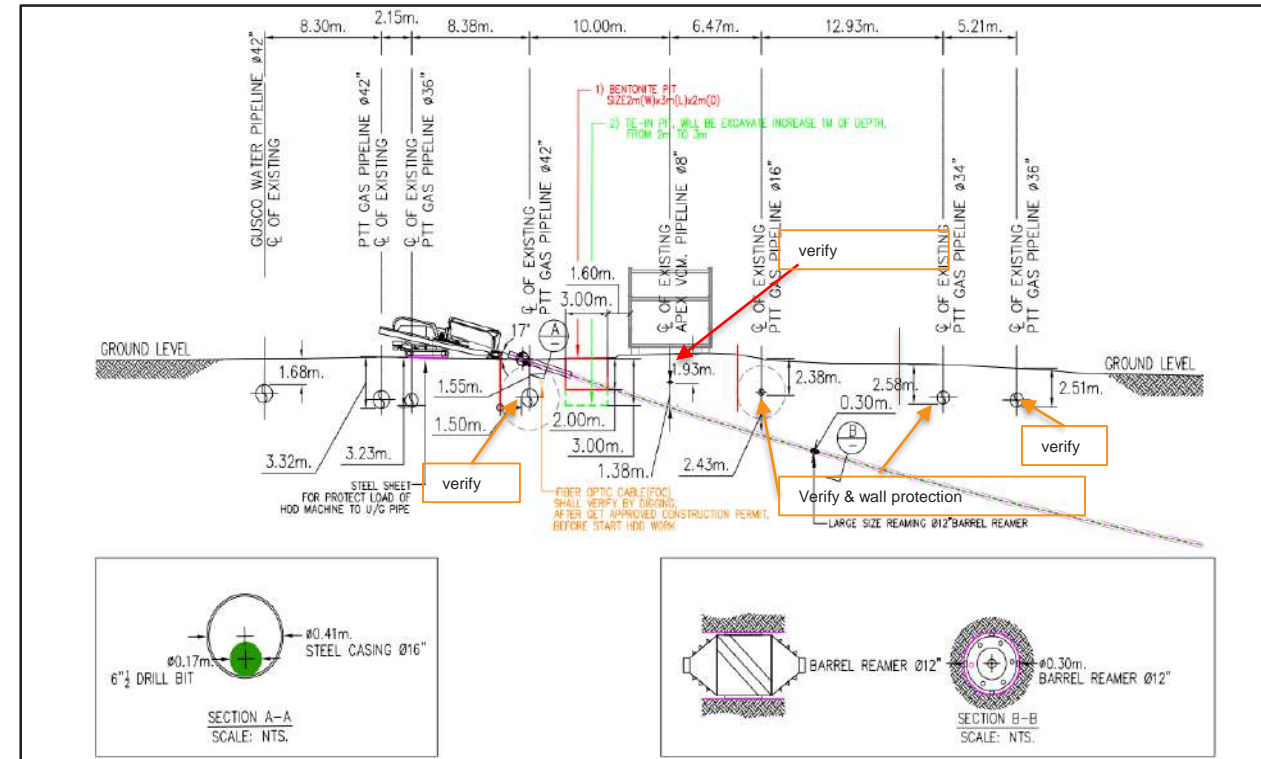 8.30m.
2.15m.
8.38m.
10.00m.
6.47m.
12.93m.
5.21m.
GUSCO WATER PIPELINE ø42"
℄ OF EXISTING
PTT GAS PIPELINE ø42"
℄ OF EXISTING
℄ OF EXISTING
PTT GAS PIPELINE ø36"
℄ OF EXISTING
PTT GAS PIPELINE ø42"
1) BENTONITE PIT
SIZE2m(W)x3m(L)x2m(D)
2) TIE-IN PIT, WILL BE EXCAVATE INCREASE 1M OF DEPTH,
FROM 2m TO 3m
℄ OF EXISTING
APEX VCM. PIPELINE ø8"
℄ OF EXISTING
PTT GAS PIPELINE ø16"
℄ OF EXISTING
PTT GAS PIPELINE ø34"
℄ OF EXISTING
PTT GAS PIPELINE ø36"
verify
1.60m.
3.00m.
17°
A
GROUND LEVEL
GROUND LEVEL
1.68m.
1.55m.
1.93m.
2.38m.
2.58m.
2.51m.
0.30m.
1.50m.
2.00m.
3.00m.
B
3.32m.
3.23m.
1.38m.
2.43m.
verify
verify
Verify & wall protection
STEEL SHEET
FOR PROTECT LOAD OF
HDD MACHINE TO U/G PIPE
FIBER OPTIC CABLE(FOC)
SHALL VERIFY BY DIGGING,
AFTER GET APPROVED CONSTRUCTION PERMIT,
BEFORE START HDD WORK
LARGE SIZE REAMING Ø12"BARREL REAMER
ø0.41m.
STEEL CASING Ø16"
ø0.17m.
6"½ DRILL BIT
SECTION A-A
SCALE: NTS.
BARREL REAMER Ø12"
ø0.30m.
BARREL REAMER Ø12"
SECTION B-B
SCALE: NTS.